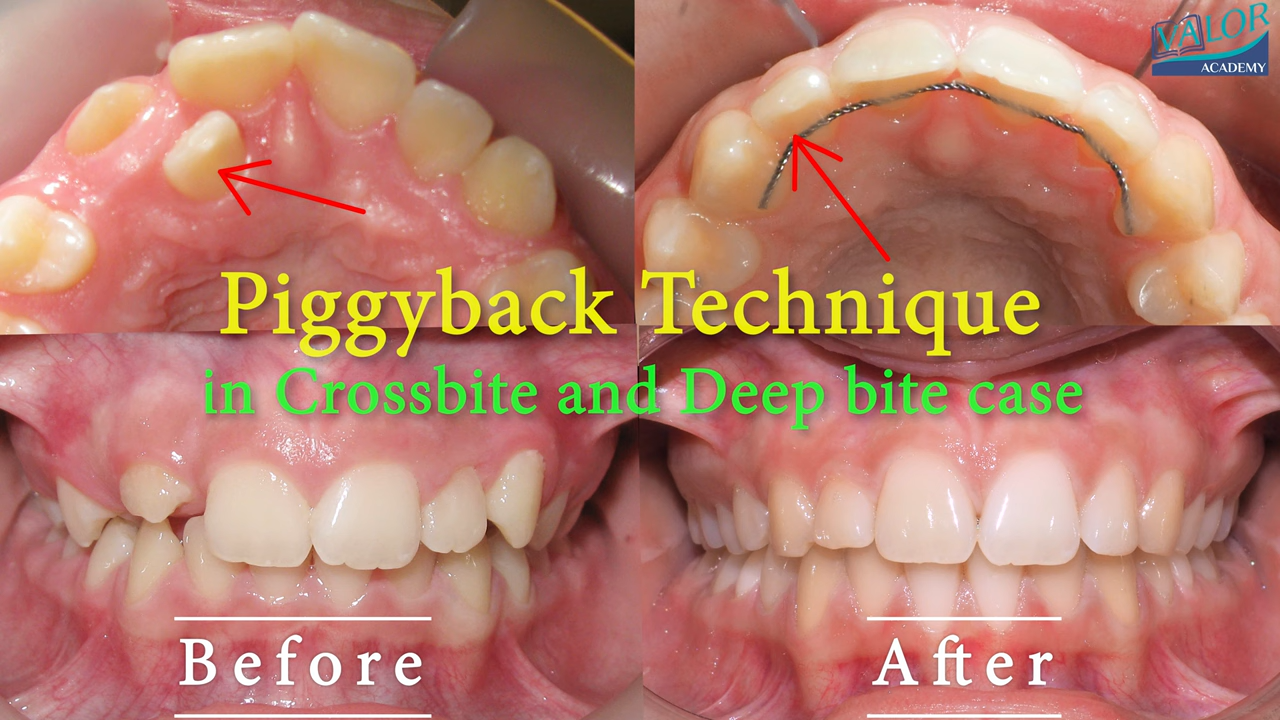 VALOR
ACADEMY
Piggyback Technique
in Crossbite and Deep bite case
Before
After